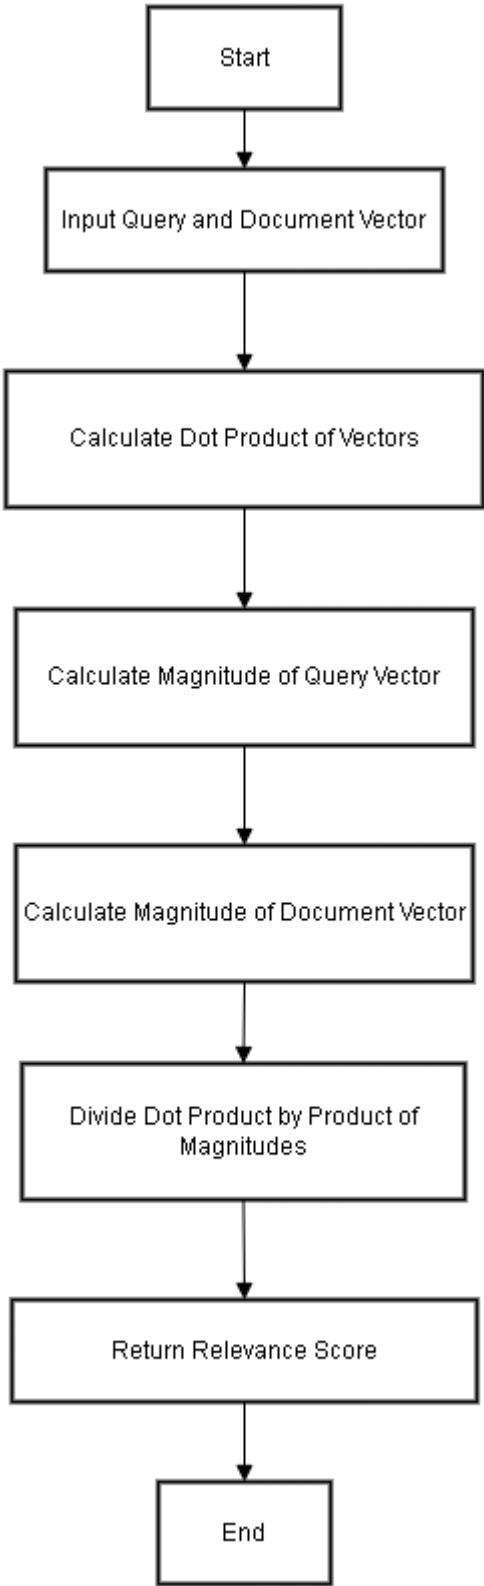 Start
Input Query and Document Vector
Calculate Dot Product of Vectors
Calculate Magnitude of Query Vector
Calculate Magnitude of Document Vector
Divide Dot Product by Product of
Magnitudes
Return Relevance Score
End